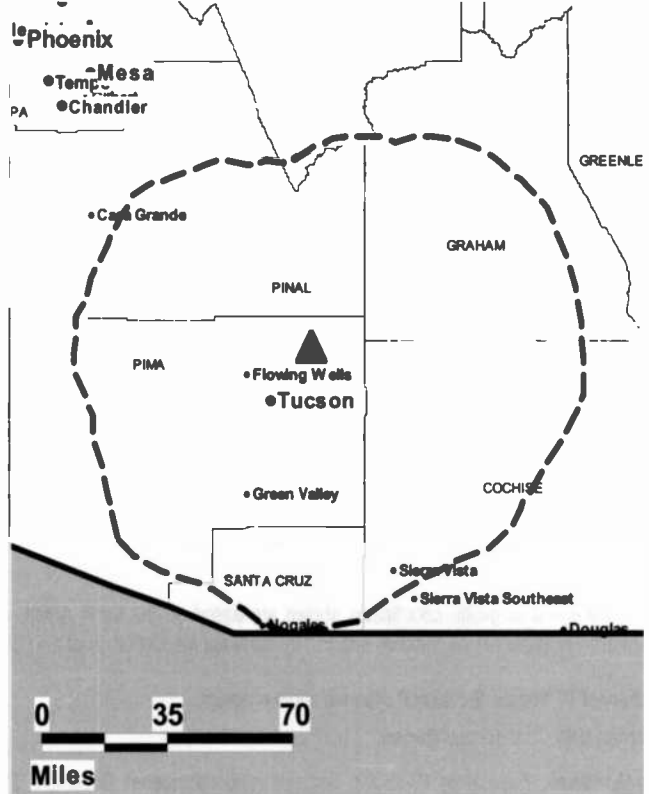 Phoenix
Mesa
Chandler
PA
GREENLE
Casa Grande
GRAHAM
PINAL
PIMA
Flowing Wells
Tucson
Green Valley
COCHISE
SANTA CRUZ
Sierra Vista
Sierra Vista Southeast
Nogales
Douglas
0 35 70
Miles